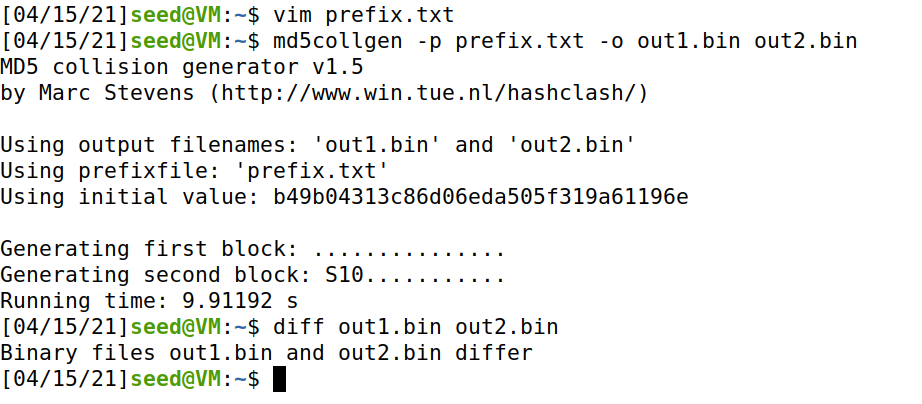 [04/15/21]seed@VM:~$ vim prefix.txt
[04/15/21]seed@VM:~$ md5collgen -p prefix.txt -o out1.bin out2.bin
MD5 collision generator v1.5
by Marc Stevens (http://www.win.tue.nl/hashclash/)
Using output filenames: 'out1.bin' and 'out2.bin'
Using prefixfile: 'prefix.txt'
Using initial value: b49b04313c86d06eda505f319a61196e
Generating first block: ...............
Generating second block: S10...........
Running time: 9.91192 s
[04/15/21]seed@VM:~$ diff out1.bin out2.bin
Binary files out1.bin and out2.bin differ
[04/15/21]seed@VM:~$